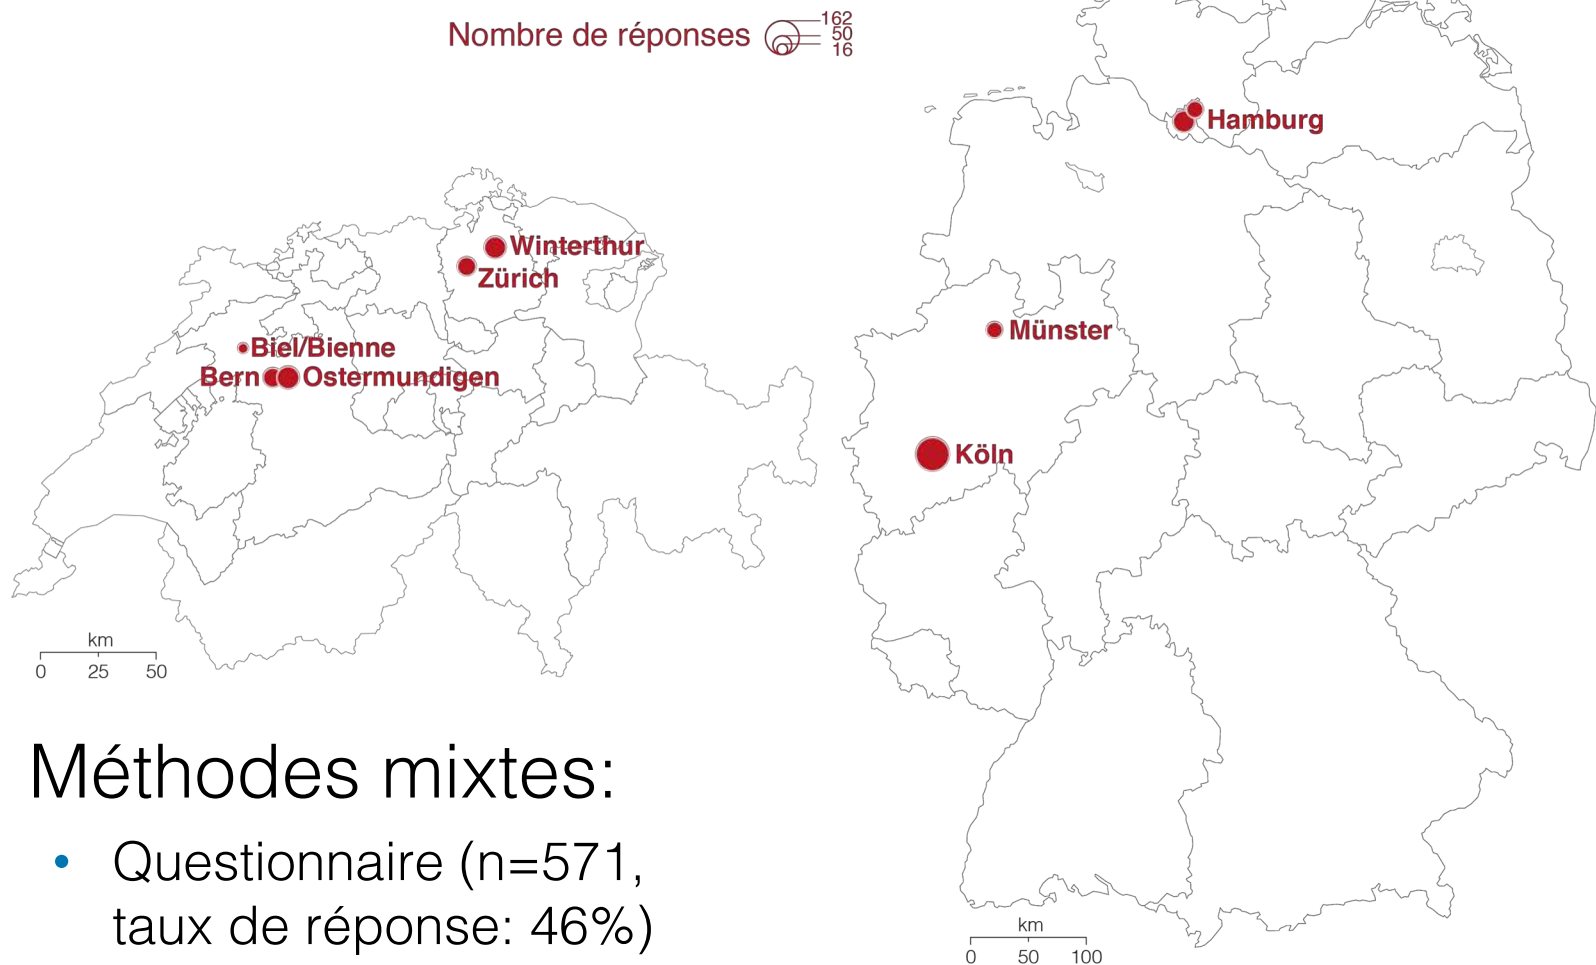 Nombre de réponses
162
50
16
Hamburg
Winterthur
Zürich
Münster
Biel/Bienne
Bern
Ostermundigen
Köln
km
0 25 50
Méthodes mixtes:
• Questionnaire (n=571,
taux de réponse: 46%)
km
0 50 100